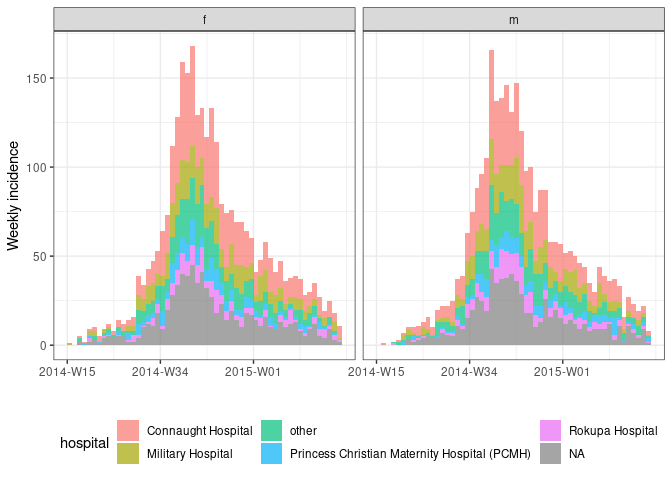 f m
150
100
50
0
Weekly incidence
2014-W15 2014-W34 2015-W01 2014-W15 2014-W34 2015-W01
hospital
Connaught Hospital other Rokupa Hospital
Military Hospital Princess Christian Maternity Hospital (PCMH) NA